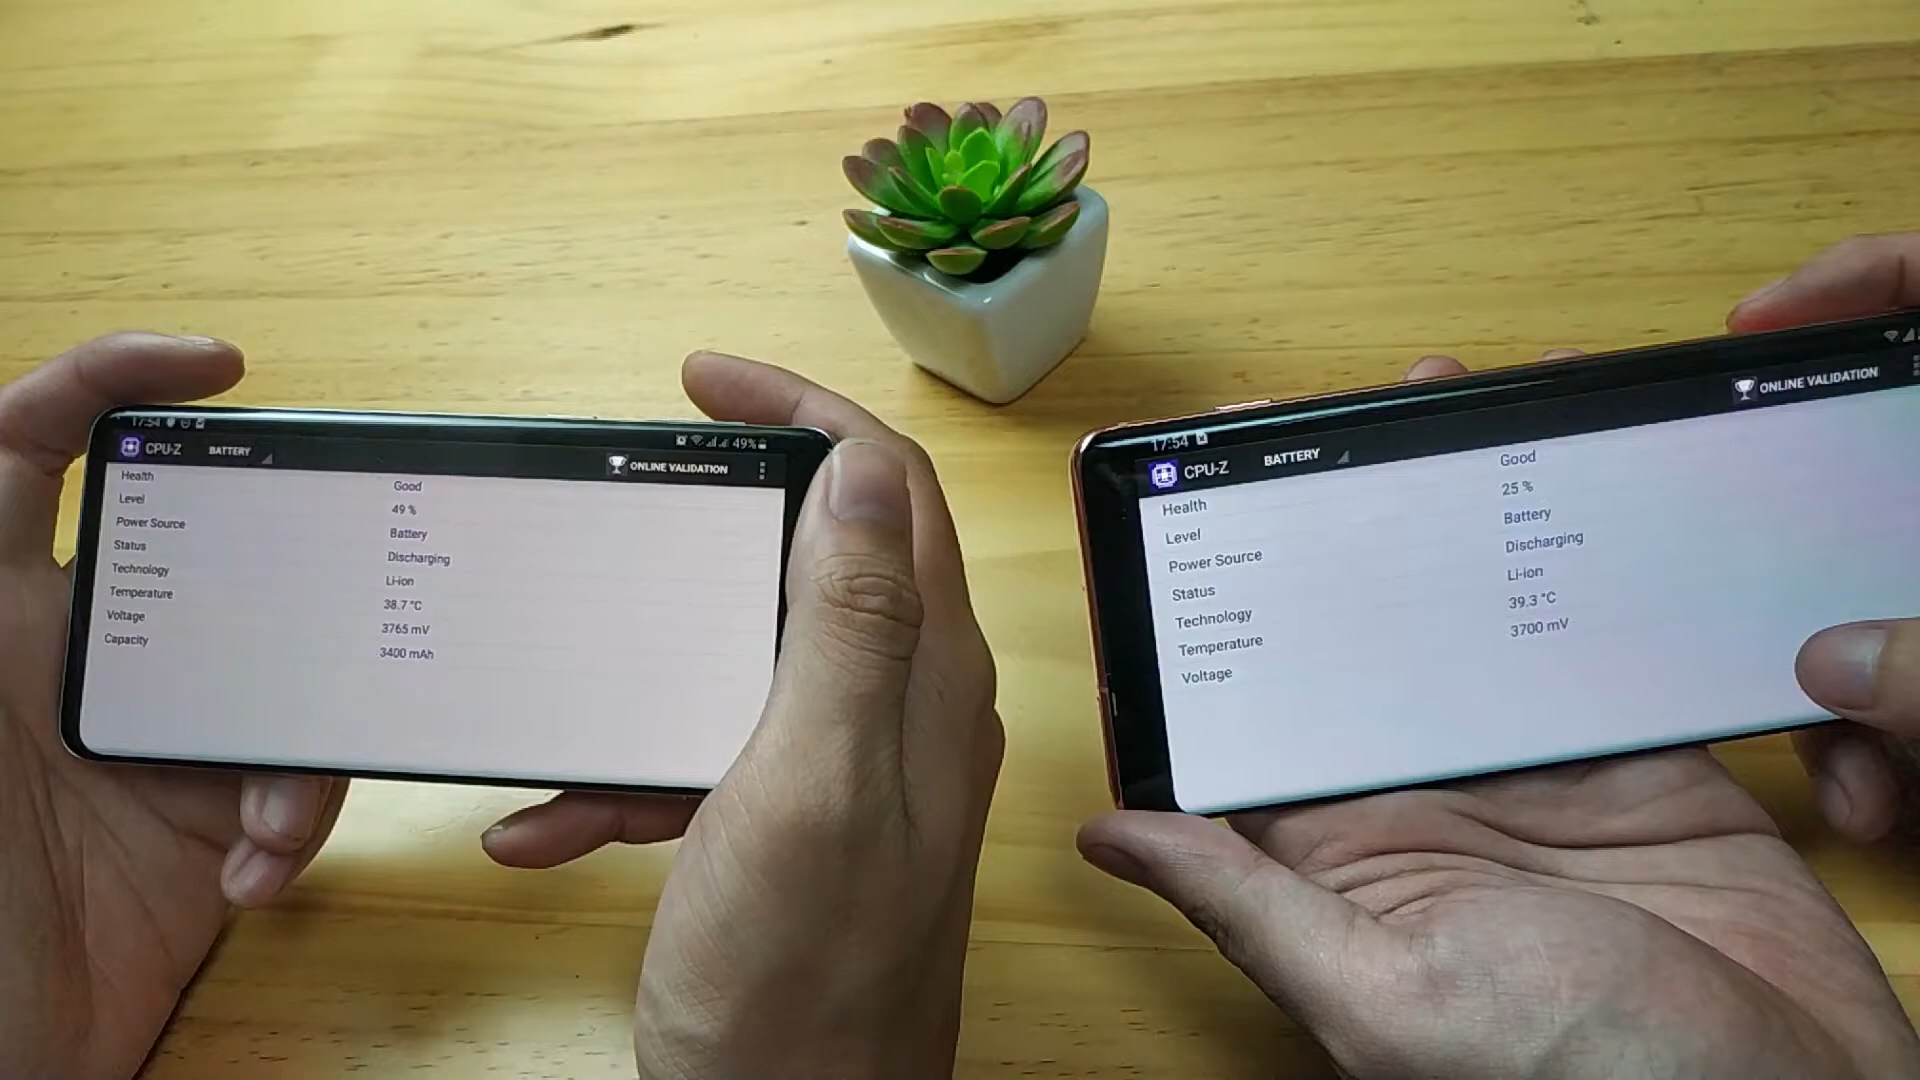 17:54
49%
CPU-Z
BATTERY
ONLINE VALIDATION
Health Good
Level 49 %
Power Source Battery
Status Discharging
Technology Li-ion
Temperature 38.7 °C
Voltage 3765 mV
Capacity 3400 mAh
17:54
CPU-Z
BATTERY
ONLINE VALIDATION
Health Good
Level 25 %
Power Source Battery
Status Discharging
Technology Li-ion
Temperature 39.3 °C
Voltage 3700 mV